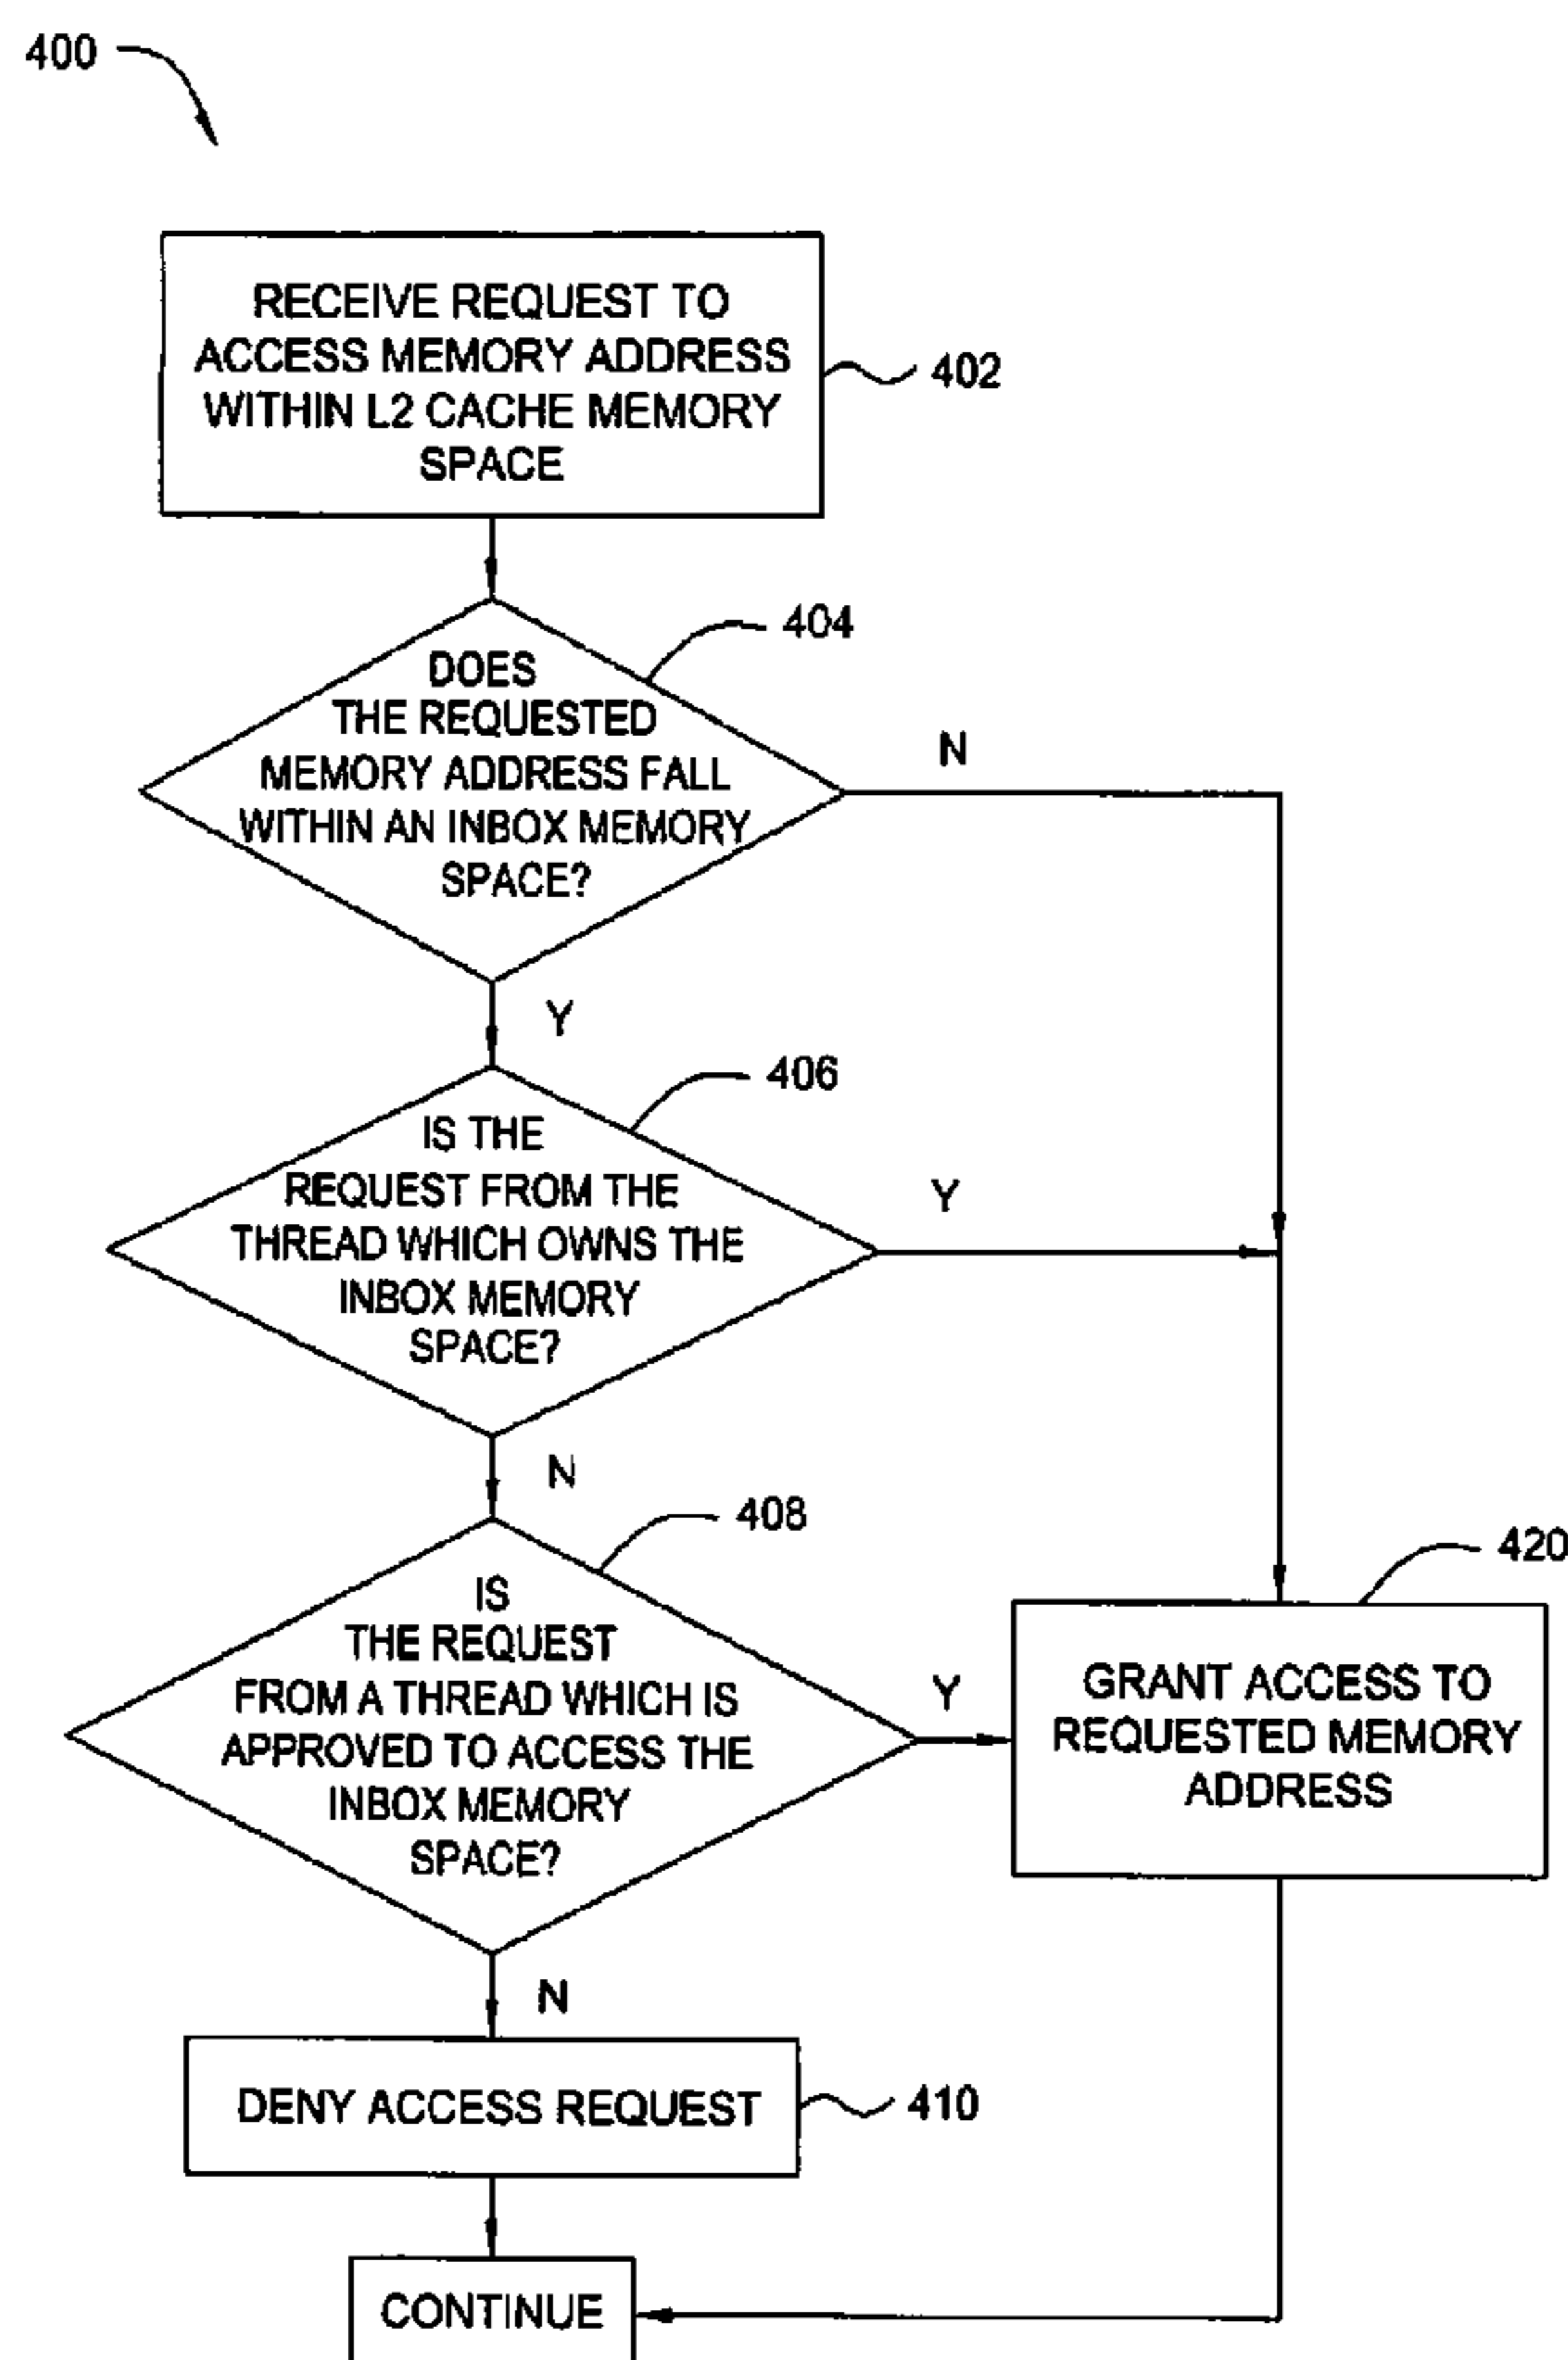 400
RECEIVE REQUEST TO
ACCESS MEMORY ADDRESS
WITHIN L2 CACHE MEMORY
SPACE
402
404
DOES
THE REQUESTED
MEMORY ADDRESS FALL
WITHIN AN INBOX MEMORY
SPACE?
N
Y
406
IS THE
REQUEST FROM THE
THREAD WHICH OWNS THE
INBOX MEMORY
SPACE?
Y
N
408
IS
THE REQUEST
FROM A THREAD WHICH IS
APPROVED TO ACCESS THE
INBOX MEMORY
SPACE?
Y
420
GRANT ACCESS TO
REQUESTED MEMORY
ADDRESS
N
DENY ACCESS REQUEST
410
CONTINUE